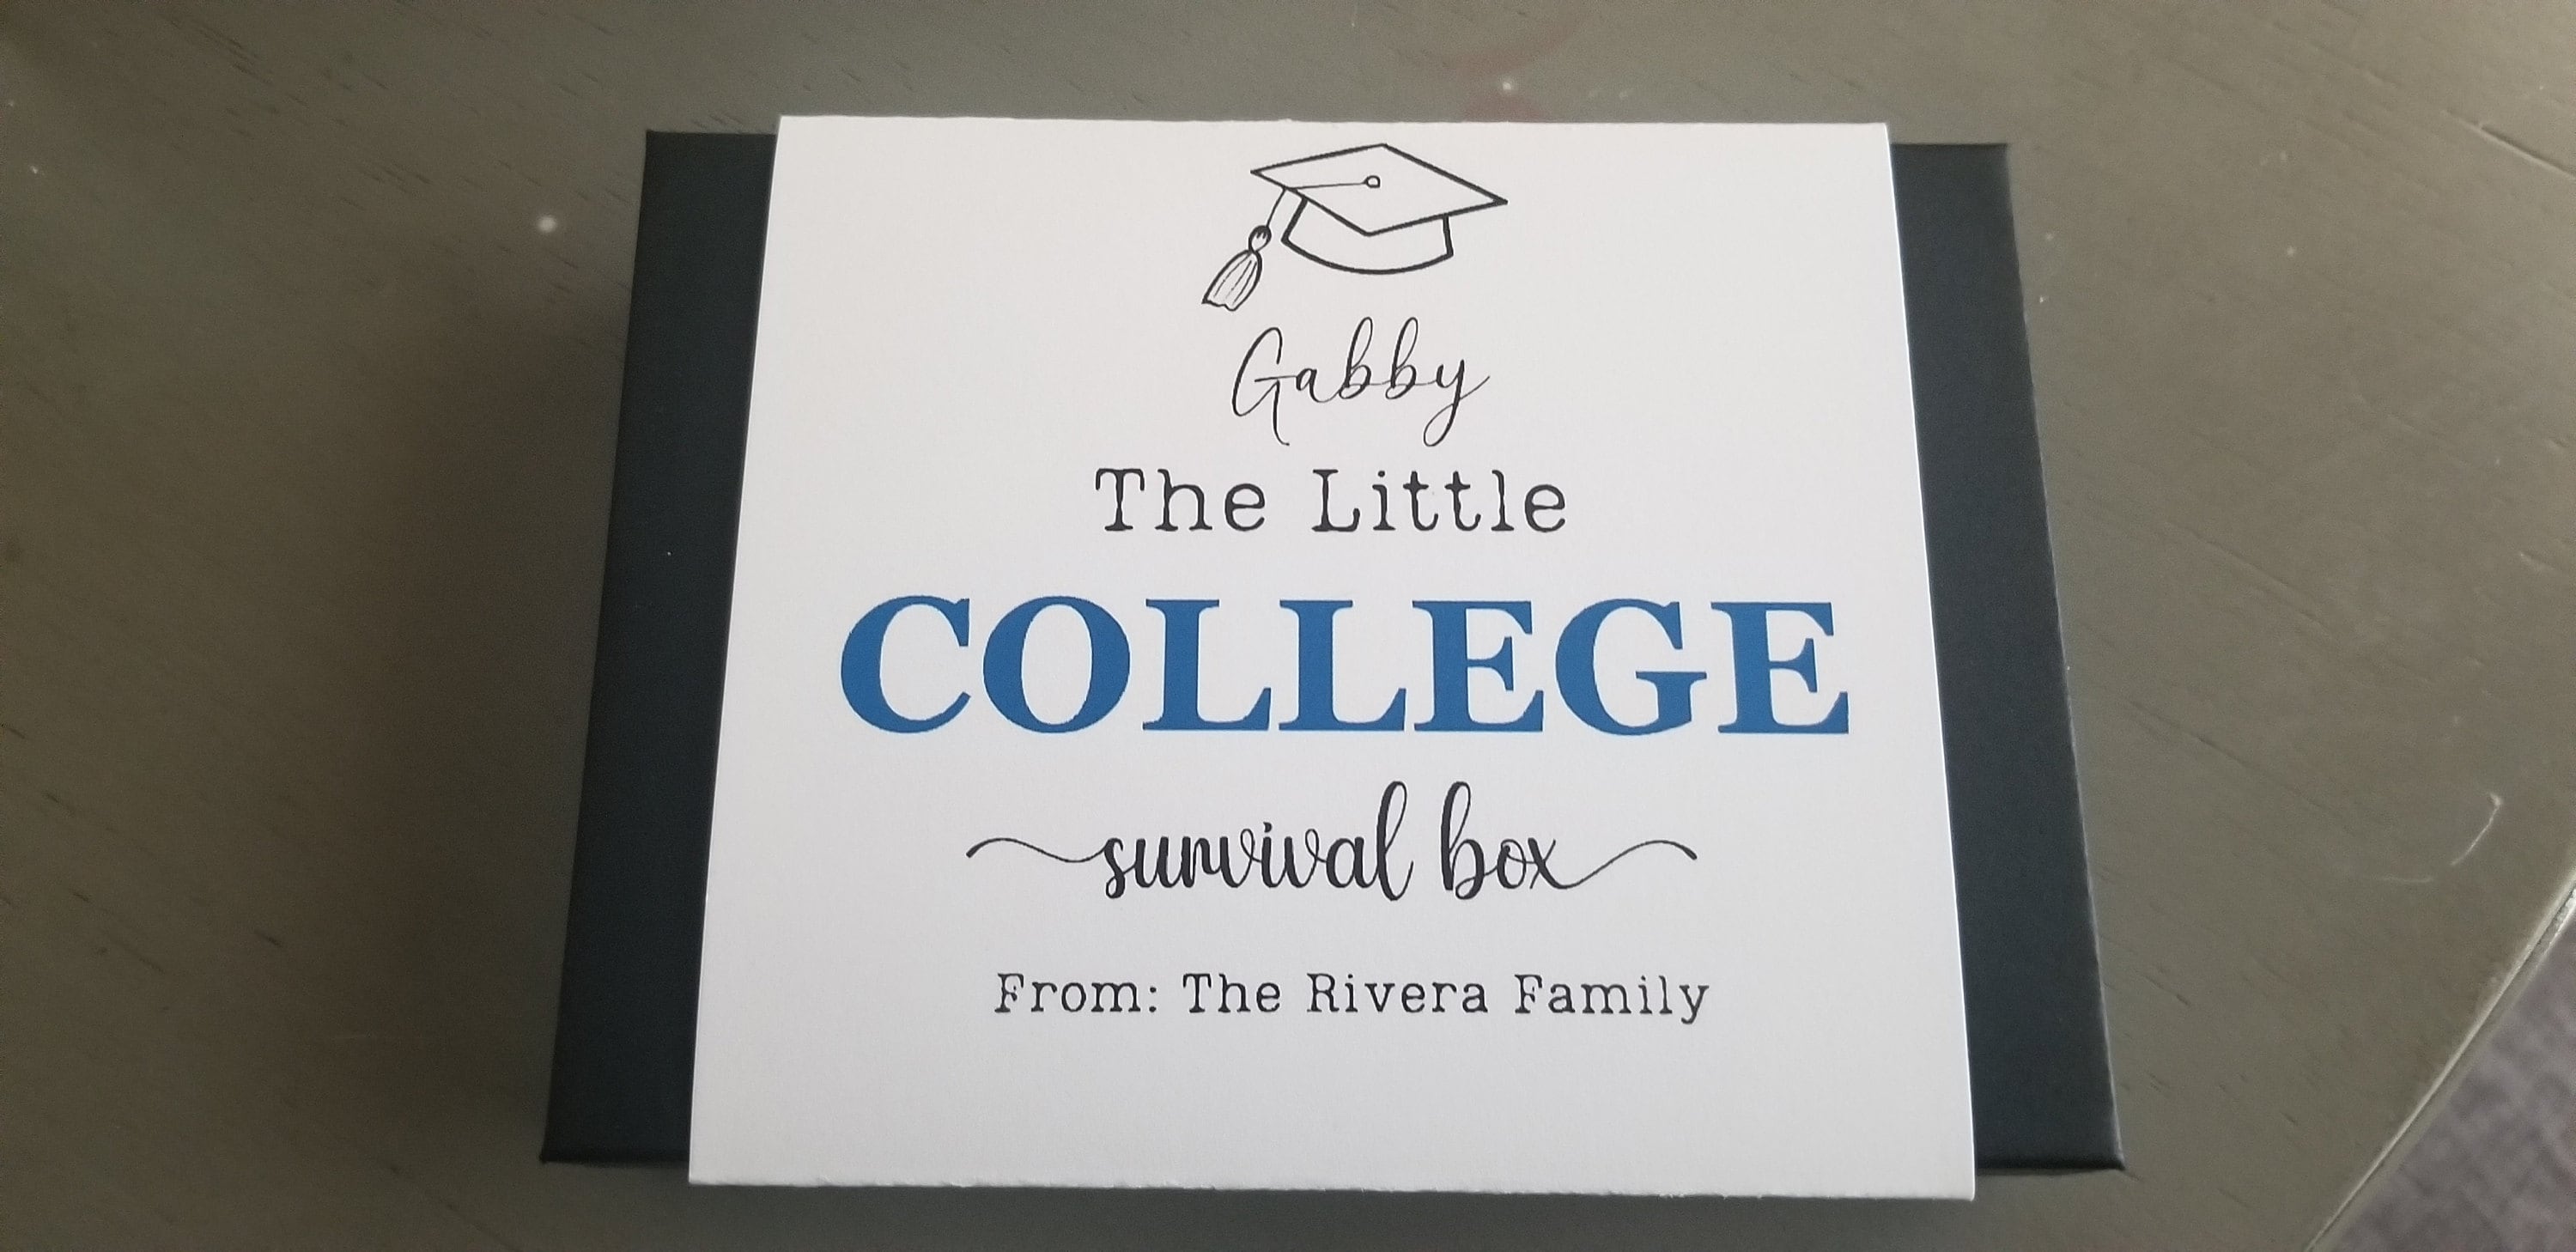 Gabby
The Little
COLLEGE
survival box
From: The Rivera Family